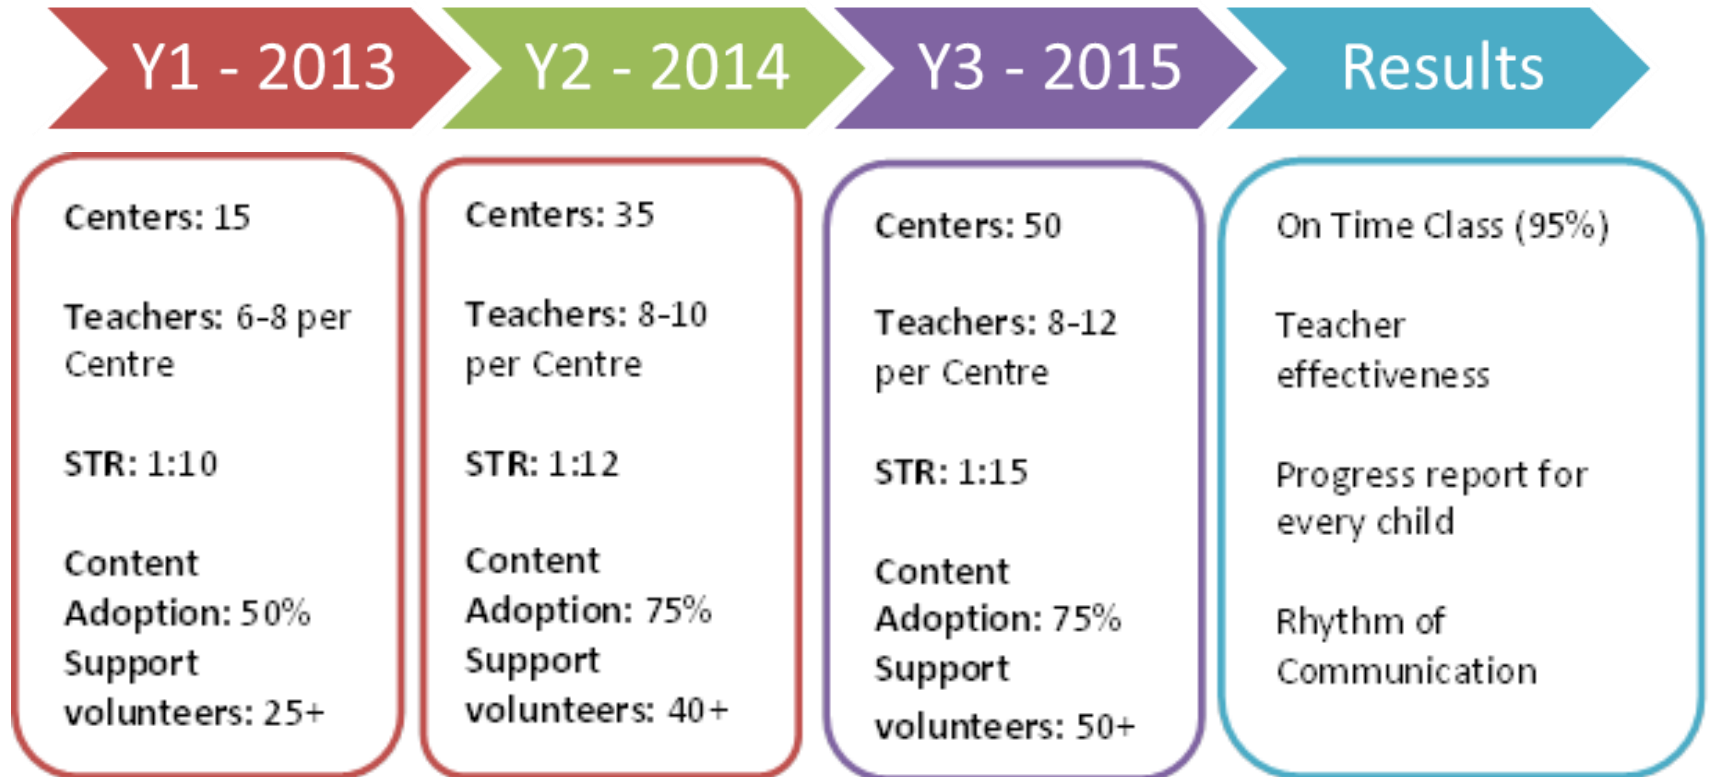 Y1 - 2013
Y2 - 2014
Y3 - 2015
Results
Centers: 15
Teachers: 6-8 per
Centre
STR: 1:10
Content
Adoption: 50%
Support
volunteers: 25+
Centers: 35
Teachers: 8-10
per Centre
STR: 1:12
Content
Adoption: 75%
Support
volunteers: 40+
Centers: 50
Teachers: 8-12
per Centre
STR: 1:15
Content
Adoption: 75%
Support
volunteers: 50+
On Time Class (95%)
Teacher
effectiveness
Progress report for
every child
Rhythm of
Communication